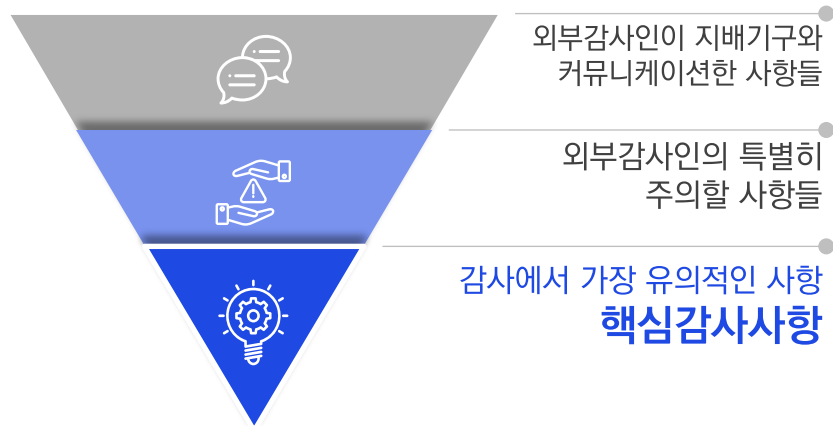 외부감사인이 지배기구와
커뮤니케이션한 사항들
외부감사인의 특별히
주의할 사항들
감사에서 가장 유의적인 사항
핵심감사사항